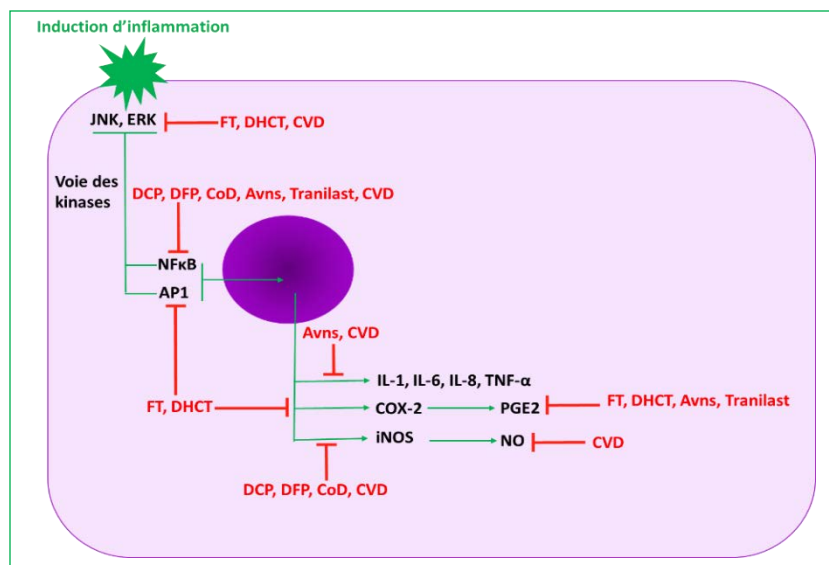 Induction d’inflammation
JNK, ERK
FT, DHCT, CVD
Voie des
kinases
DCP, DFP, CoD, Avns, Tranilast, CVD
NFκB
AP1
Avns, CVD
IL-1, IL-6, IL-8, TNF-α
FT, DHCT
COX-2
PGE2
FT, DHCT, Avns, Tranilast
iNOS
NO
CVD
DCP, DFP, CoD, CVD